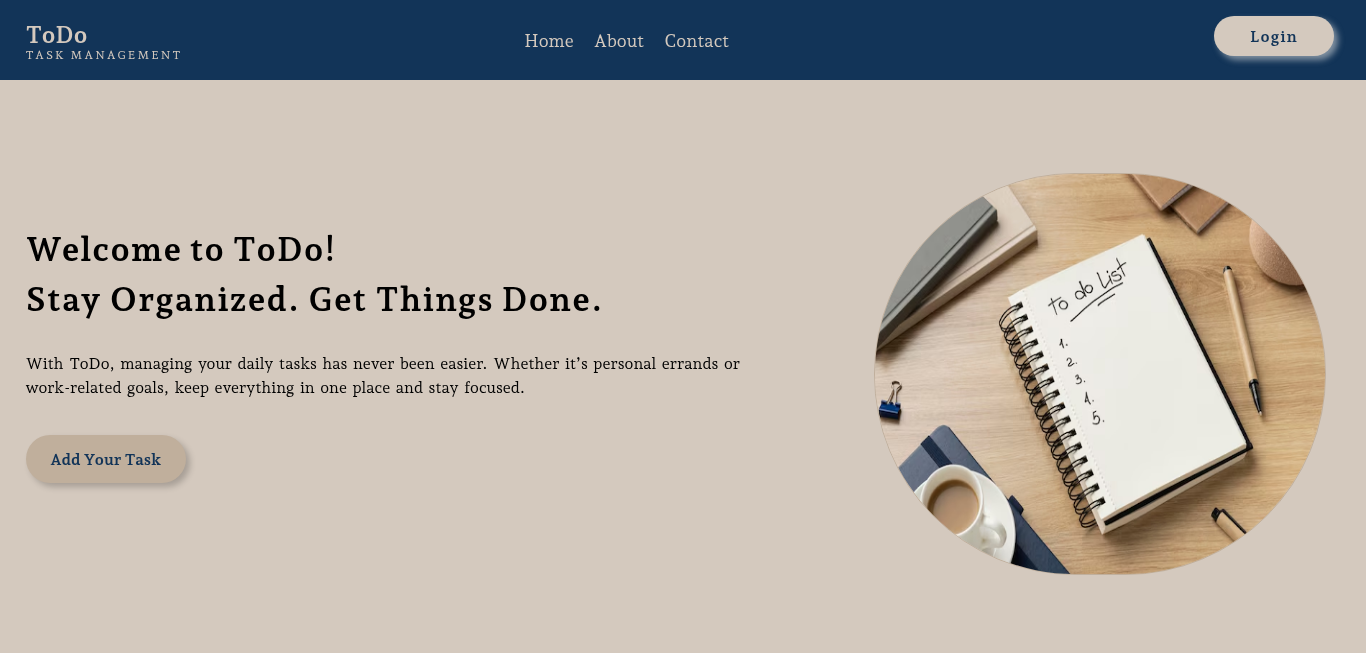 ToDo
TASK MANAGEMENT
Home About Contact
Login
Welcome to ToDo!
Stay Organized. Get Things Done.
With ToDo, managing your daily tasks has never been easier. Whether it’s personal errands or
work-related goals, keep everything in one place and stay focused.
Add Your Task
to do List
1.
2.
3.
4.
5.